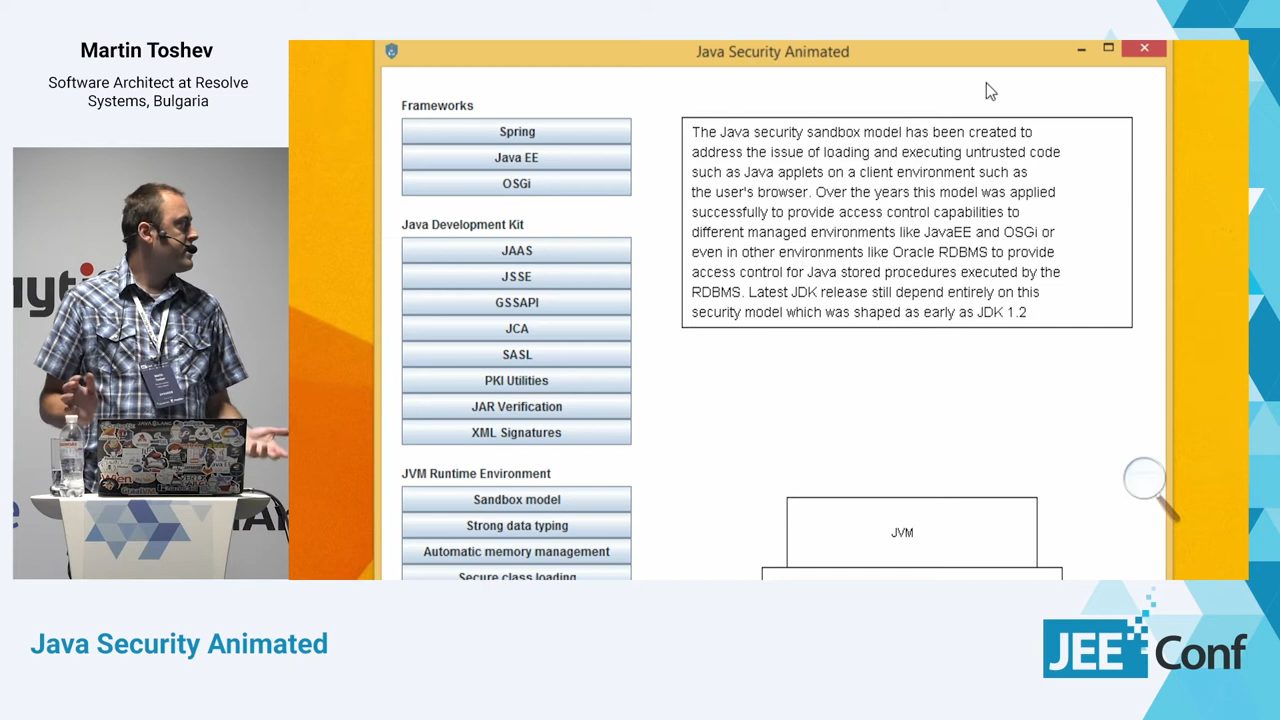 Martin Toshev
Software Architect at Resolve
Systems, Bulgaria
Java Security Animated
Frameworks
Spring
Java EE
OSGi
Java Development Kit
JAAS
JSSE
GSSAPI
JCA
SASL
PKI Utilities
JAR Verification
XML Signatures
JVM Runtime Environment
Sandbox model
Strong data typing
Automatic memory management
Secure class loading
The Java security sandbox model has been created to
address the issue of loading and executing untrusted code
such as Java applets on a client environment such as
the user's browser. Over the years this model was applied
successfully to provide access control capabilities to
different managed environments like JavaEE and OSGi or
even in other environments like Oracle RDBMS to provide
access control for Java stored procedures executed by the
RDBMS. Latest JDK release still depend entirely on this
security model which was shaped as early as JDK 1.2
JVM
Java Security Animated
JEE Conf